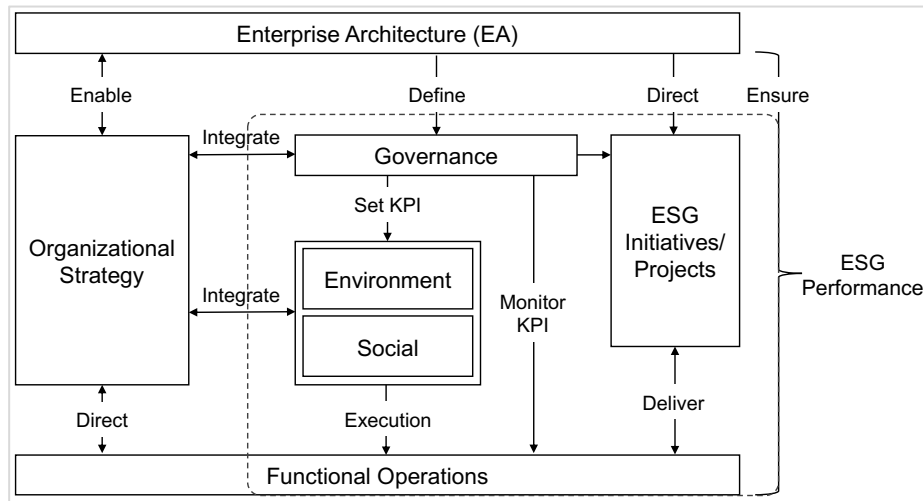 Enterprise Architecture (EA)
Enable
Define
Direct
Ensure
Integrate
Governance
Set KPI
Organizational
Strategy
ESG
Initiatives/
Projects
Environment
Integrate
Monitor
KPI
ESG
Performance
Social
Direct
Execution
Deliver
Functional Operations